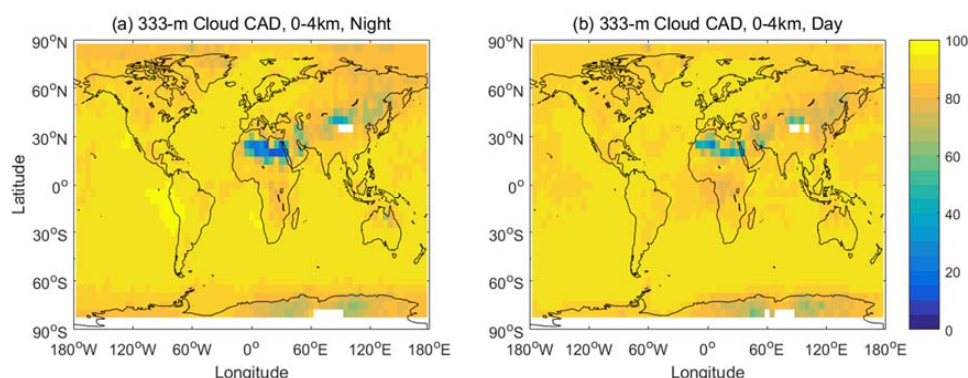 (a) 333-m Cloud CAD, 0-4km, Night
(b) 333-m Cloud CAD, 0-4km, Day
Latitude
90°N
60°N
30°N
0°
30°S
60°S
90°S
180°W 120°W 60°W 0° 60°E 120°E 180°E
Longitude
90°N
60°N
30°N
0°
30°S
60°S
90°S
180°W 120°W 60°W 0° 60°E 120°E 180°E
Longitude
100
80
60
40
20
0